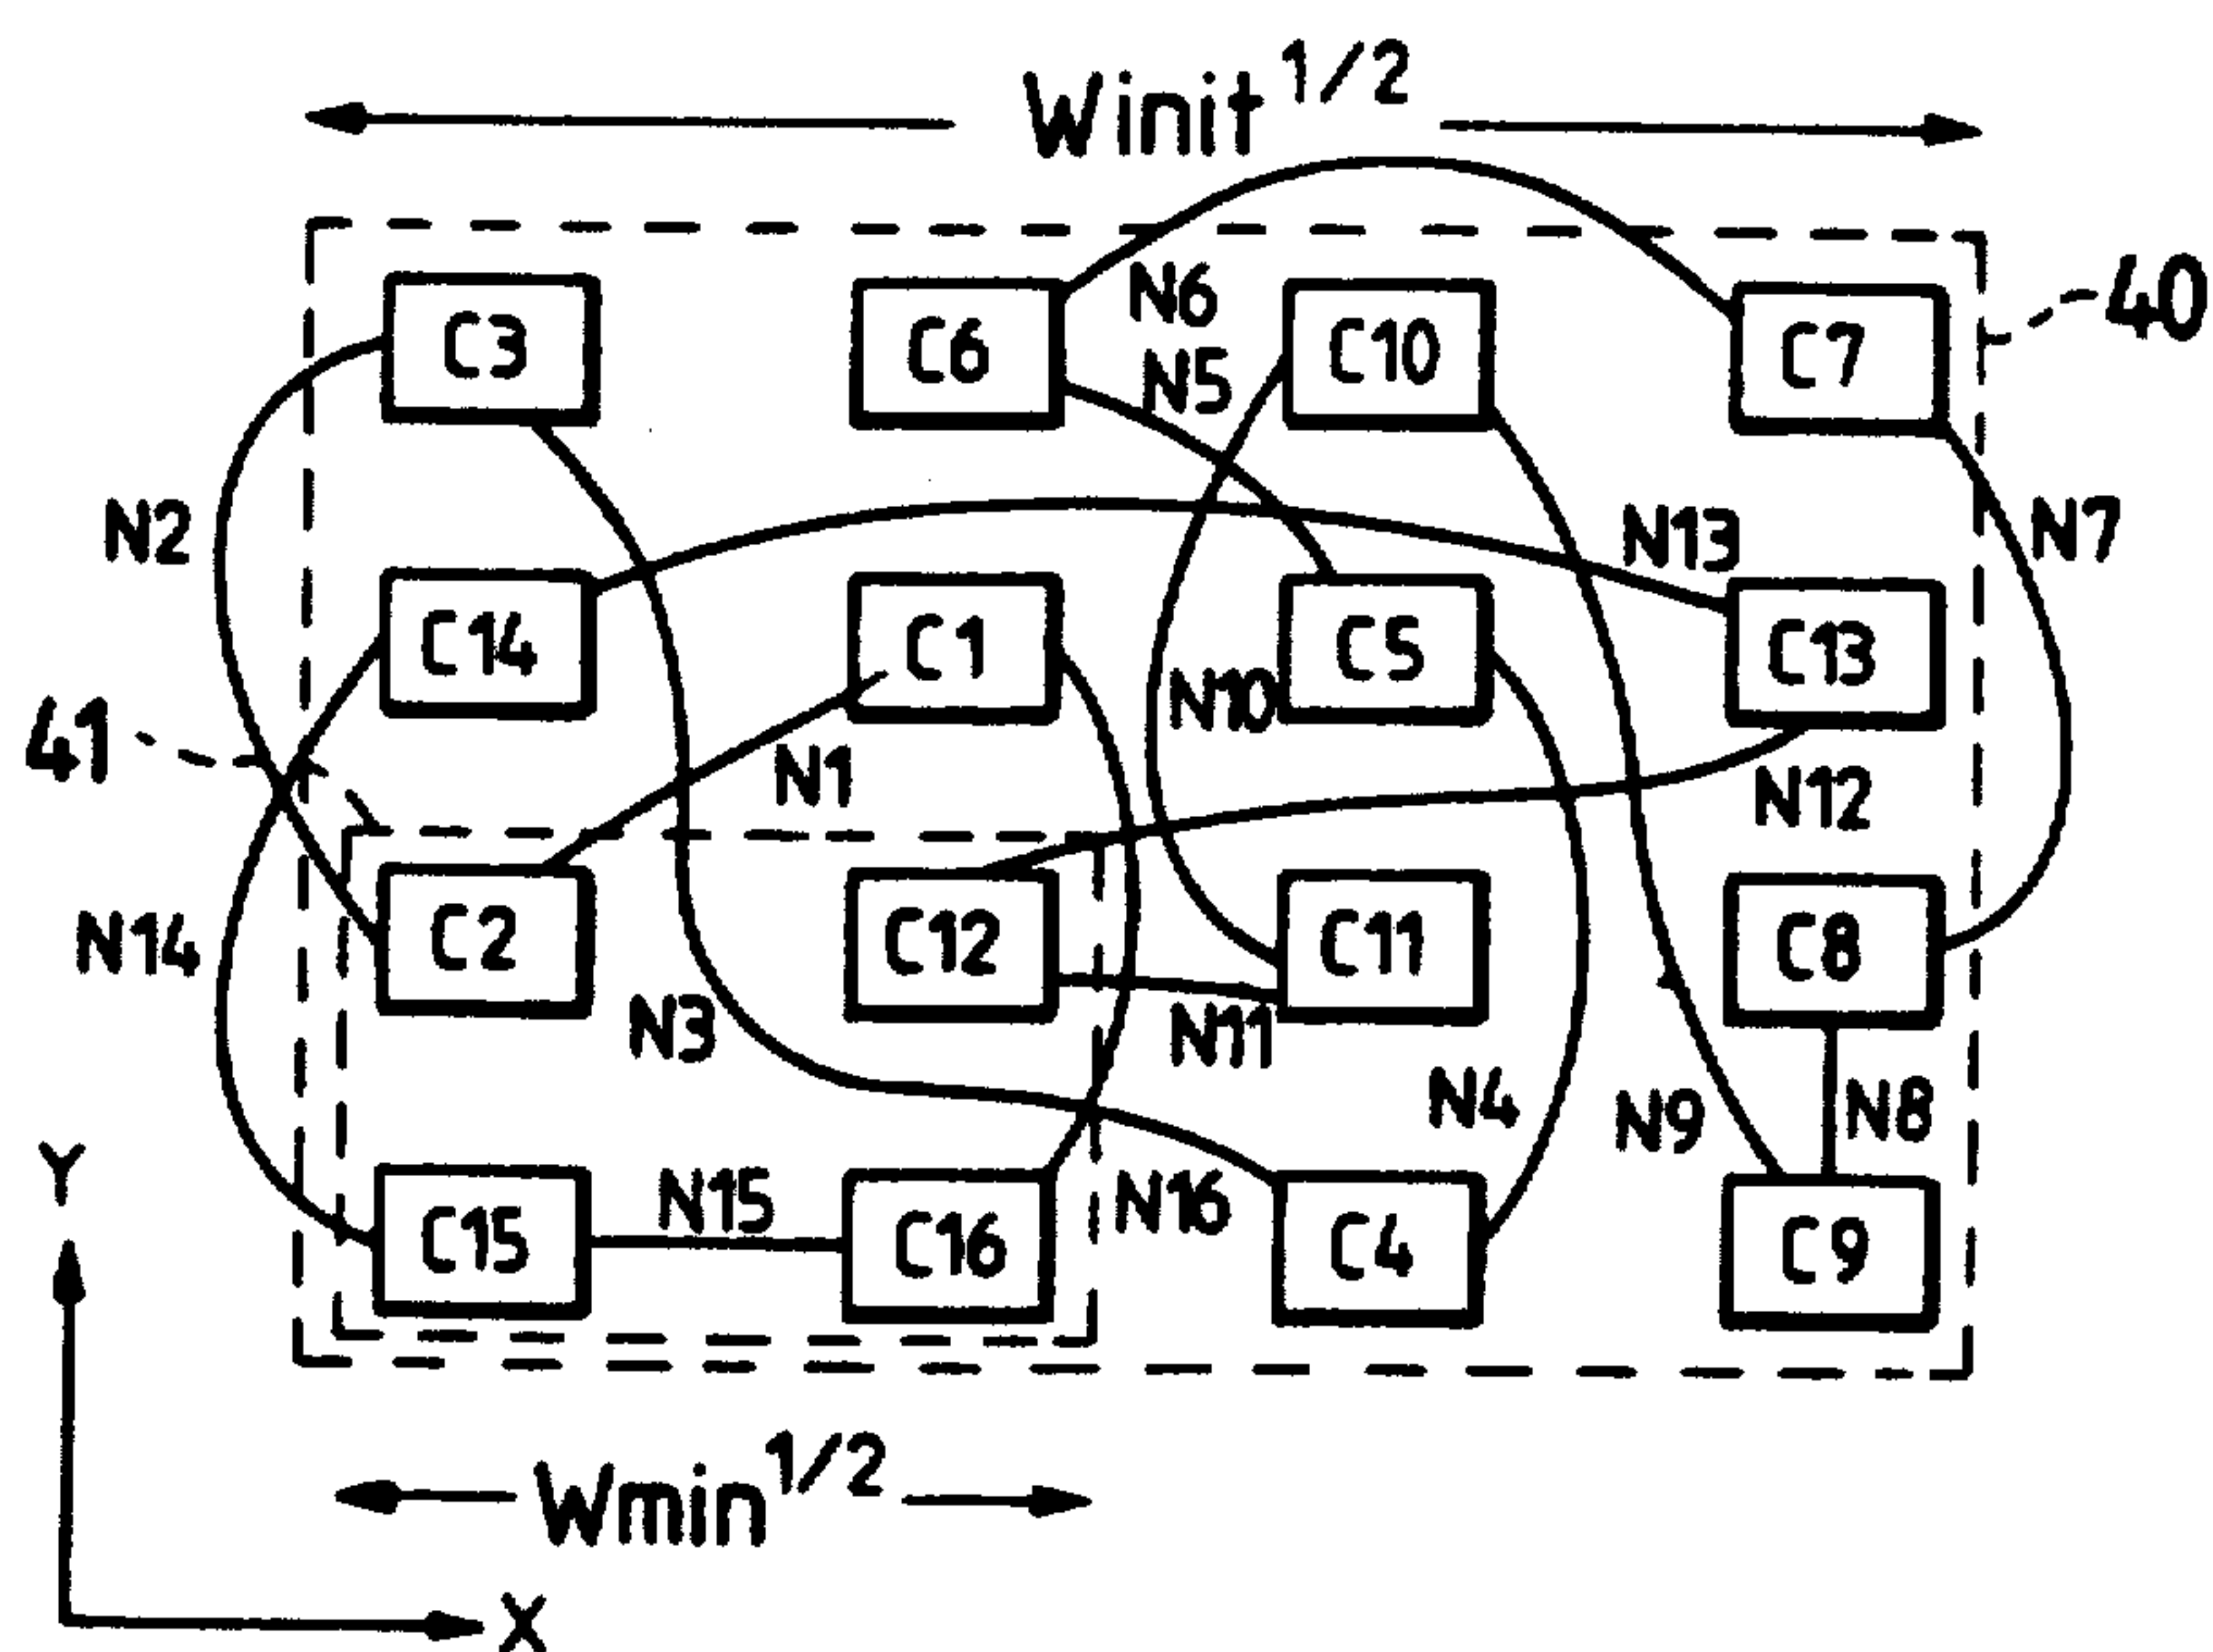 Winit^1/2
40
C3 C6 C10 C7
N6
N5
N2
N13
N7
C14 C1 C5 C13
N10
41
N1
N12
C2 C12 C11 C8
N14
N3
N11
N4
N9
N8
Y
C15 N15 C16 N16 C4 C9
Wmin^1/2
X